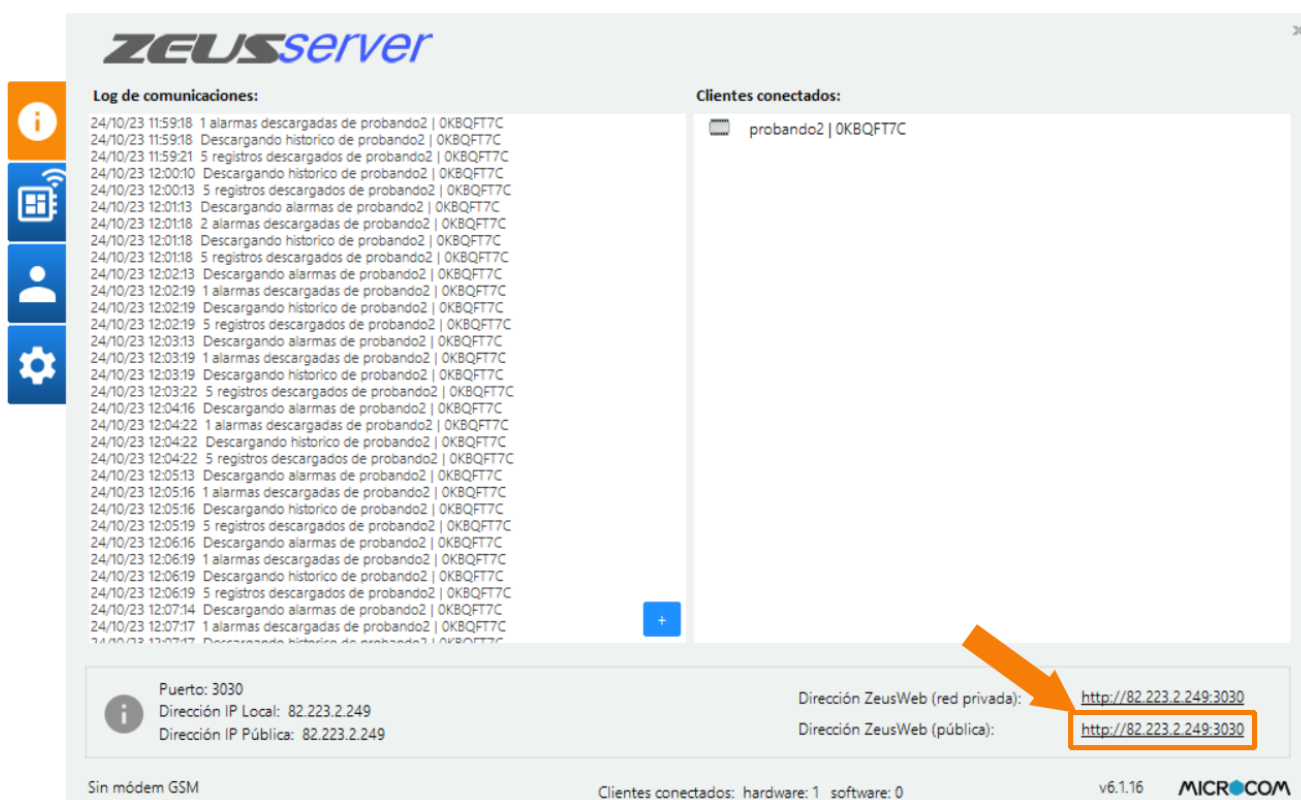 ZEUSserver
Log de comunicaciones:
24/10/23 11:59:18 1 alarmas descargadas de probando2 | 0KBQFT7C
24/10/23 11:59:18 Descargando historico de probando2 | 0KBQFT7C
24/10/23 11:59:21 5 registros descargados de probando2 | 0KBQFT7C
24/10/23 12:00:10 Descargando historico de probando2 | 0KBQFT7C
24/10/23 12:00:13 5 registros descargados de probando2 | 0KBQFT7C
24/10/23 12:01:13 Descargando alarmas de probando2 | 0KBQFT7C
24/10/23 12:01:18 2 alarmas descargadas de probando2 | 0KBQFT7C
24/10/23 12:01:18 Descargando historico de probando2 | 0KBQFT7C
24/10/23 12:01:18 5 registros descargados de probando2 | 0KBQFT7C
24/10/23 12:02:13 Descargando alarmas de probando2 | 0KBQFT7C
24/10/23 12:02:19 1 alarmas descargadas de probando2 | 0KBQFT7C
24/10/23 12:02:19 Descargando historico de probando2 | 0KBQFT7C
24/10/23 12:02:19 5 registros descargados de probando2 | 0KBQFT7C
24/10/23 12:03:13 Descargando alarmas de probando2 | 0KBQFT7C
24/10/23 12:03:19 1 alarmas descargadas de probando2 | 0KBQFT7C
24/10/23 12:03:19 Descargando historico de probando2 | 0KBQFT7C
24/10/23 12:03:22 5 registros descargados de probando2 | 0KBQFT7C
24/10/23 12:04:16 Descargando alarmas de probando2 | 0KBQFT7C
24/10/23 12:04:22 1 alarmas descargadas de probando2 | 0KBQFT7C
24/10/23 12:04:22 Descargando historico de probando2 | 0KBQFT7C
24/10/23 12:04:22 5 registros descargados de probando2 | 0KBQFT7C
24/10/23 12:05:13 Descargando alarmas de probando2 | 0KBQFT7C
24/10/23 12:05:16 1 alarmas descargadas de probando2 | 0KBQFT7C
24/10/23 12:05:16 Descargando historico de probando2 | 0KBQFT7C
24/10/23 12:05:19 5 registros descargados de probando2 | 0KBQFT7C
24/10/23 12:06:16 Descargando alarmas de probando2 | 0KBQFT7C
24/10/23 12:06:19 1 alarmas descargadas de probando2 | 0KBQFT7C
24/10/23 12:06:19 Descargando historico de probando2 | 0KBQFT7C
24/10/23 12:06:19 5 registros descargados de probando2 | 0KBQFT7C
24/10/23 12:07:14 Descargando alarmas de probando2 | 0KBQFT7C
24/10/23 12:07:17 1 alarmas descargadas de probando2 | 0KBQFT7C
24/10/23 12:07:17 Descargando historico de probando2 | 0KBQFT7C
+
Clientes conectados:
probando2 | 0KBQFT7C
Puerto: 3030
Dirección IP Local: 82.223.2.249
Dirección IP Pública: 82.223.2.249
Dirección ZeusWeb (red privada): http://82.223.2.249:3030
Dirección ZeusWeb (pública): http://82.223.2.249:3030
Sin módem GSM
Clientes conectados: hardware: 1 software: 0
v6.1.16
MICROCOM